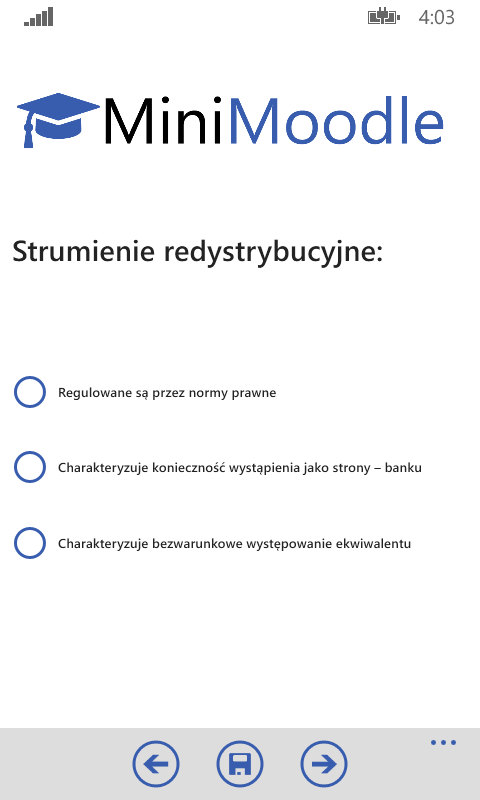 4:03
MiniMoodle
Strumienie redystrybucyjne:
Regulowane są przez normy prawne
Charakteryzuje konieczność wystąpienia jako strony – banku
Charakteryzuje bezwarunkowe występowanie ekwiwalentu